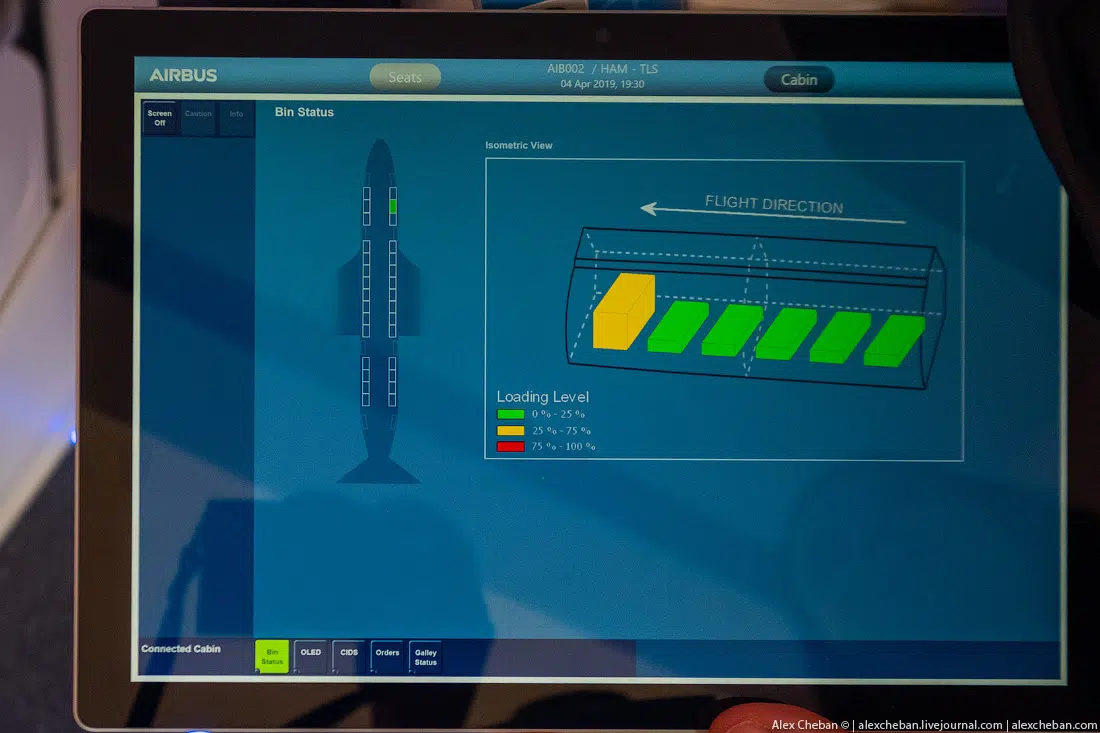 AIRBUS
Seats
AIB002 / HAM - TLS
04 Apr 2019, 19:30
Cabin
Screen
Off
Caution
Info
Bin Status
Isometric View
FLIGHT DIRECTION
Loading Level
0 % - 25 %
25 % - 75 %
75 % - 100 %
Connected Cabin
Bin
Status
OLED
CIDS
Orders
Galley
Status
Alex Cheban © | alexcheban.livejournal.com | alexcheban.com